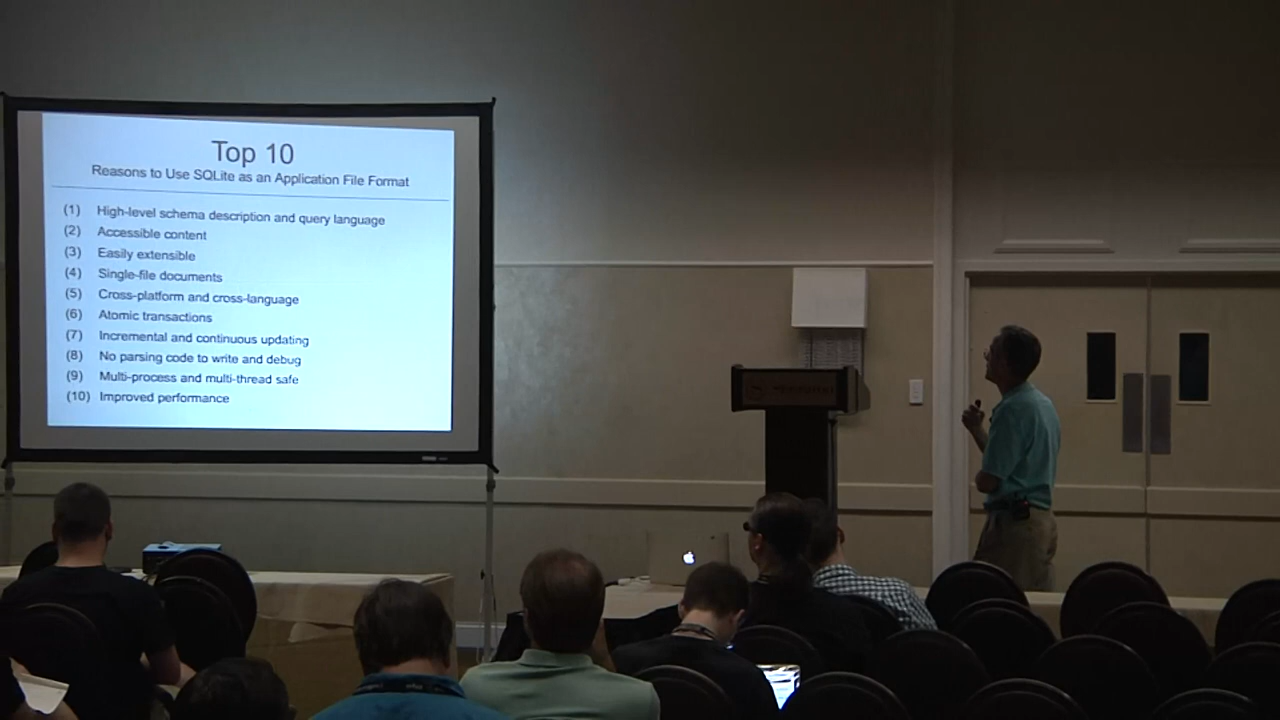 Top 10
Reasons to Use SQLite as an Application File Format
(1) High-level schema description and query language
(2) Accessible content
(3) Easily extensible
(4) Single-file documents
(5) Cross-platform and cross-language
(6) Atomic transactions
(7) Incremental and continuous updating
(8) No parsing code to write and debug
(9) Multi-process and multi-thread safe
(10) Improved performance